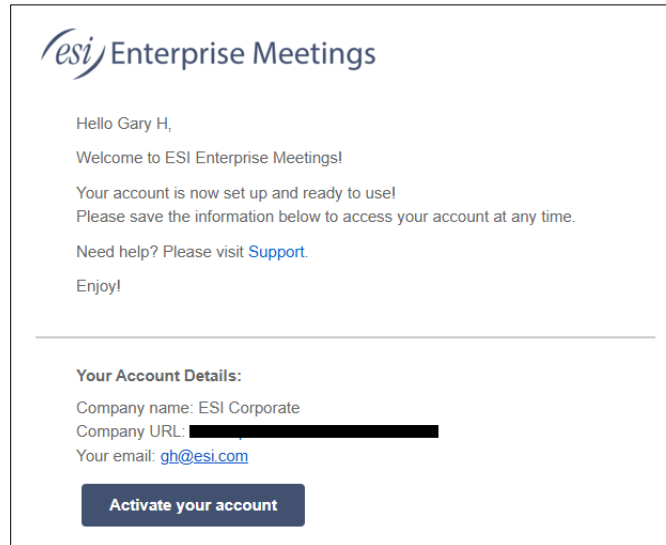 esi Enterprise Meetings
Hello Gary H,
Welcome to ESI Enterprise Meetings!
Your account is now set up and ready to use!
Please save the information below to access your account at any time.
Need help? Please visit Support.
Enjoy!
Your Account Details:
Company name: ESI Corporate
Company URL:
Your email: gh@esi.com
Activate your account